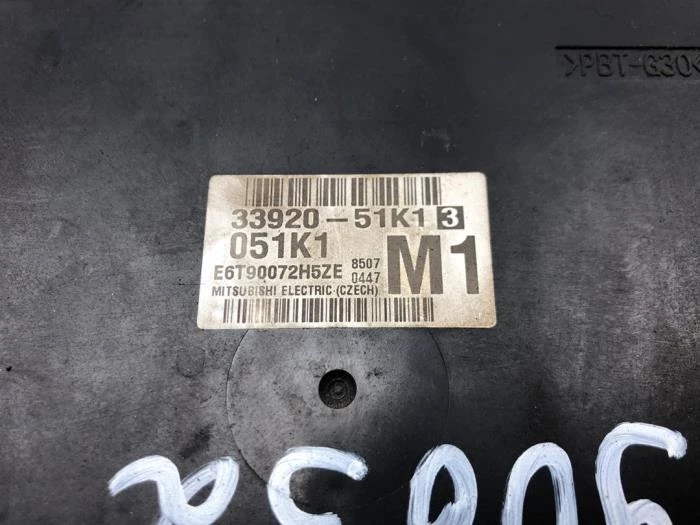 >PBT-G30<
33920-51K1 3
051K1
E6T90072H5ZE 8507
0447
M1
MITSUBISHI ELECTRIC (CZECH)